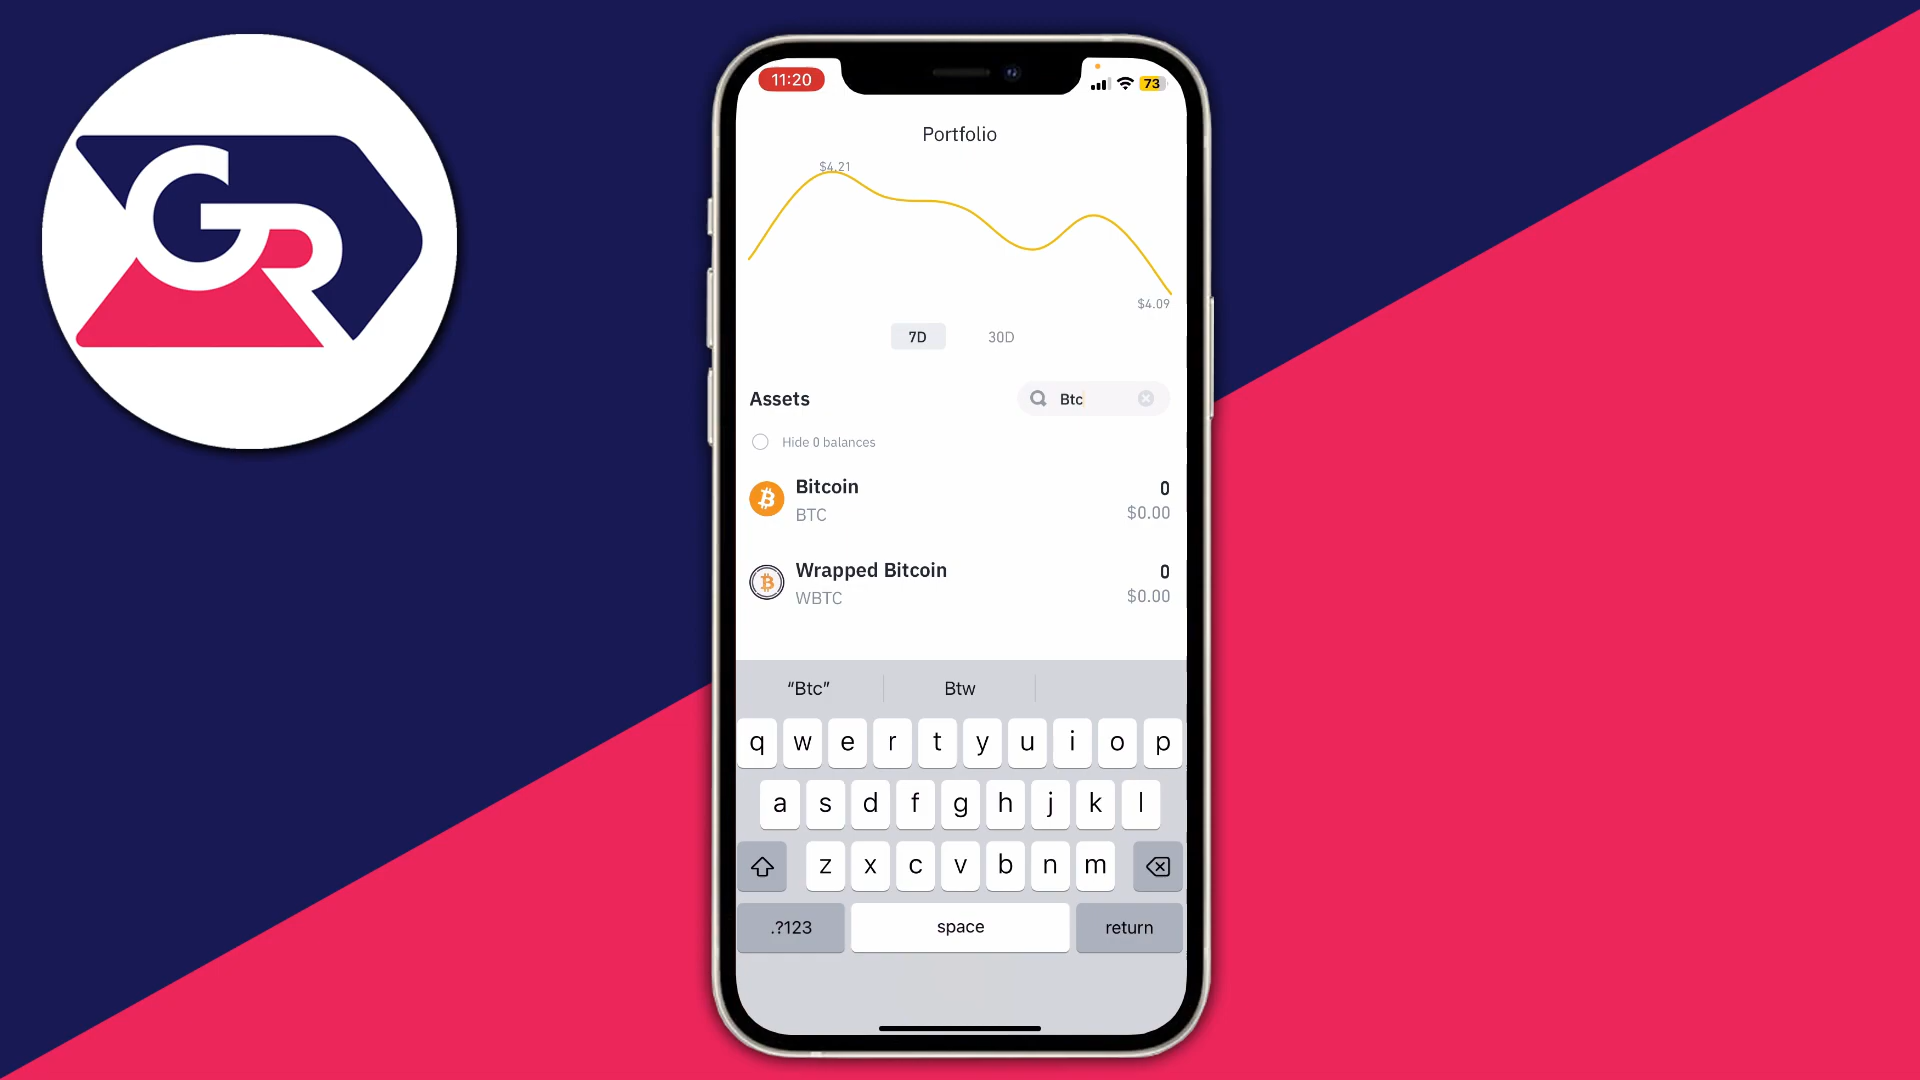 GR
11:20
73
Portfolio
$4.21
$4.09
7D 30D
Assets
Btc
Hide 0 balances
Bitcoin 0
BTC $0.00
Wrapped Bitcoin 0
WBTC $0.00
“Btc” Btw
q w e r t y u i o p
a s d f g h j k l
z x c v b n m
.?123 space return